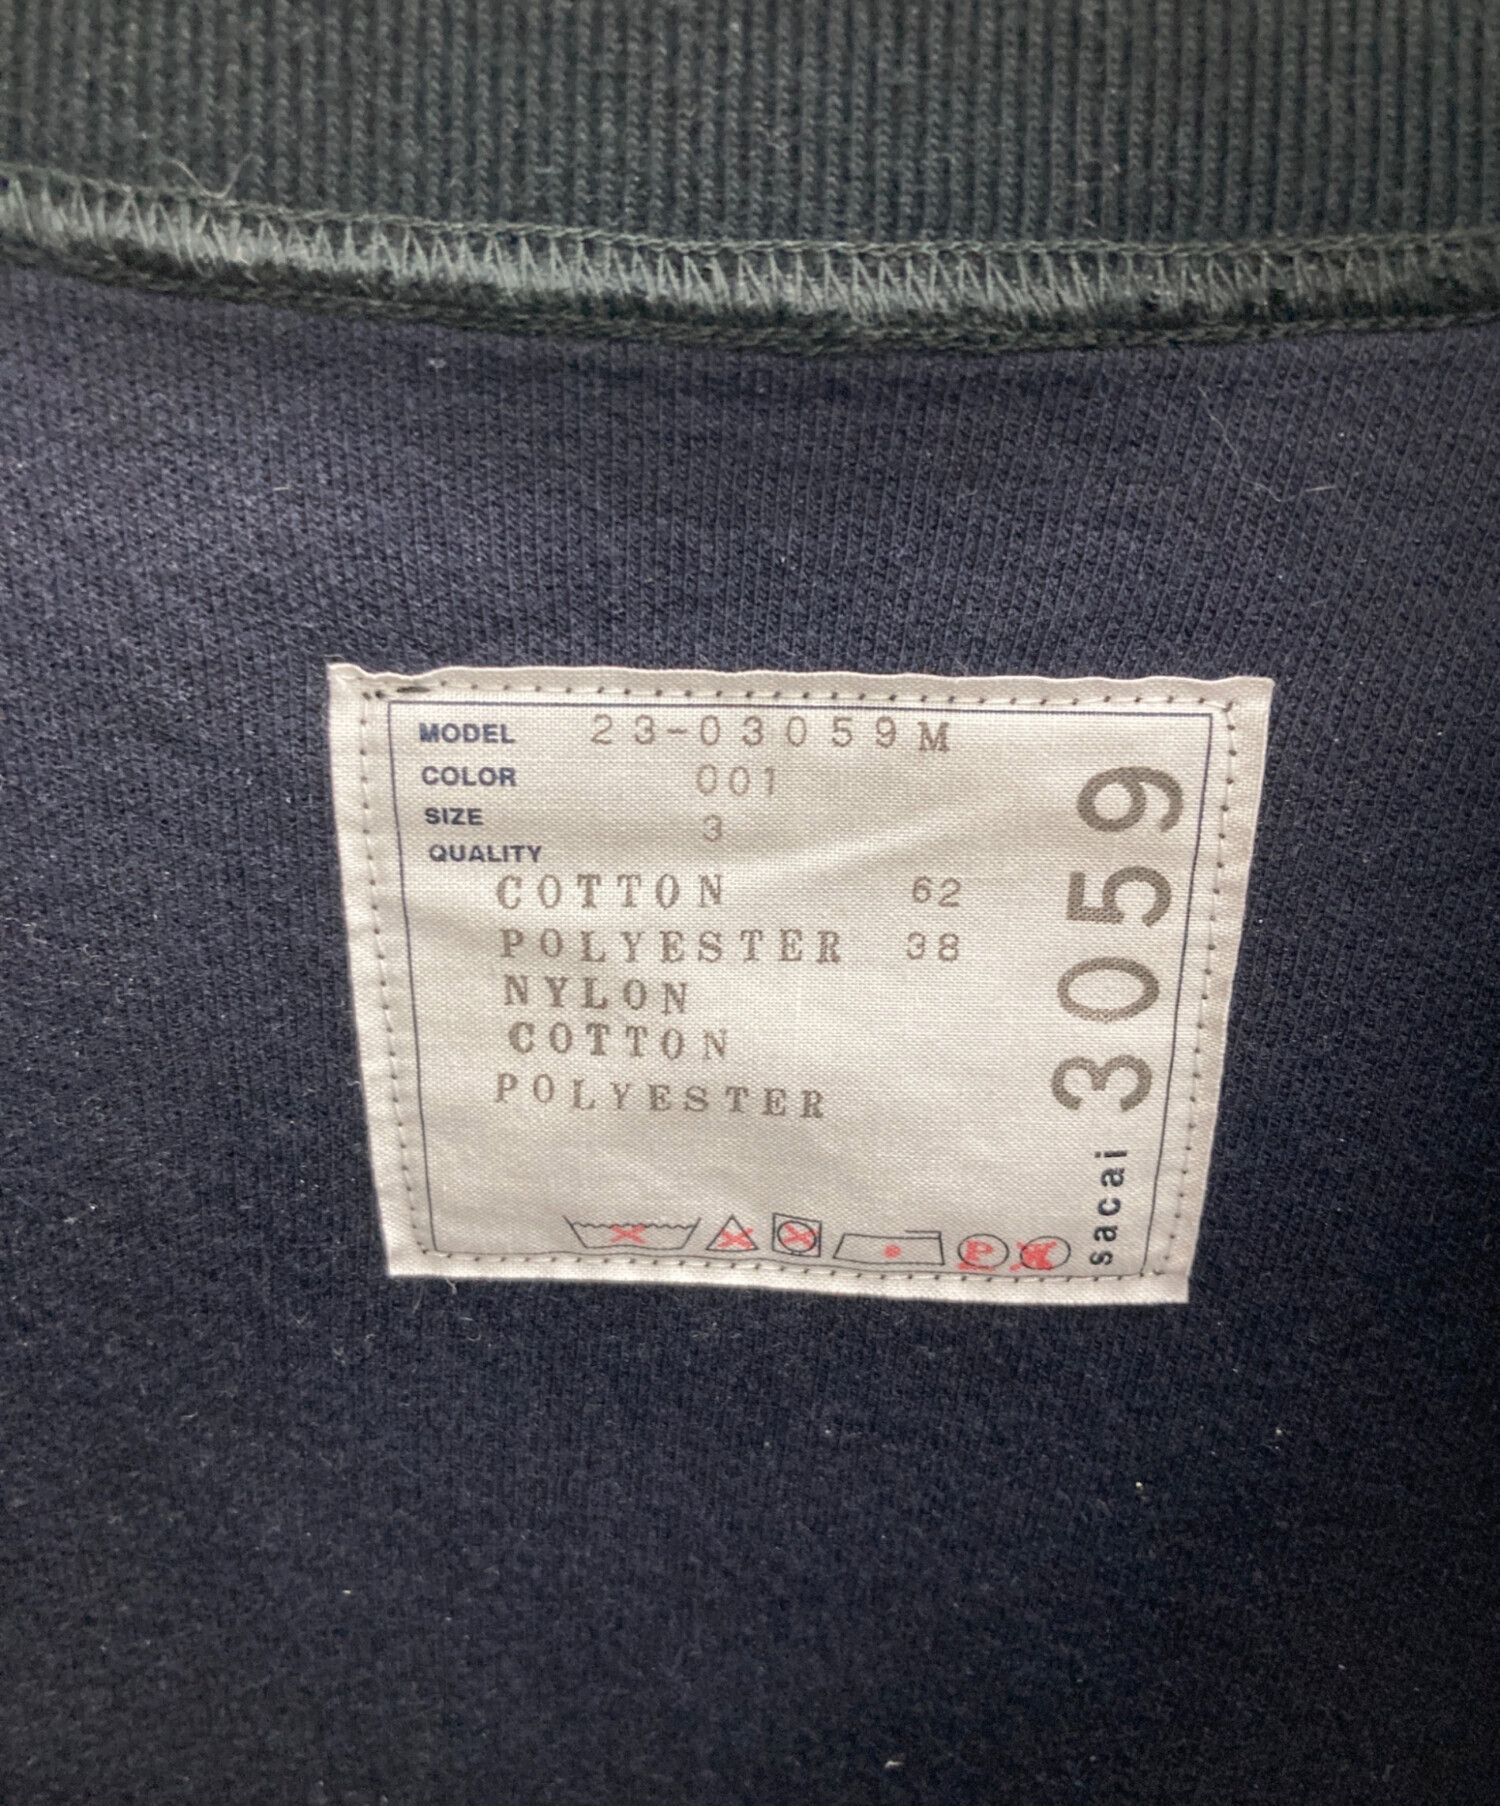 MODEL 23-03059M
COLOR 001
SIZE 3
QUALITY
COTTON 62
POLYESTER 38
NYLON
COTTON
POLYESTER
P
sacai 3059